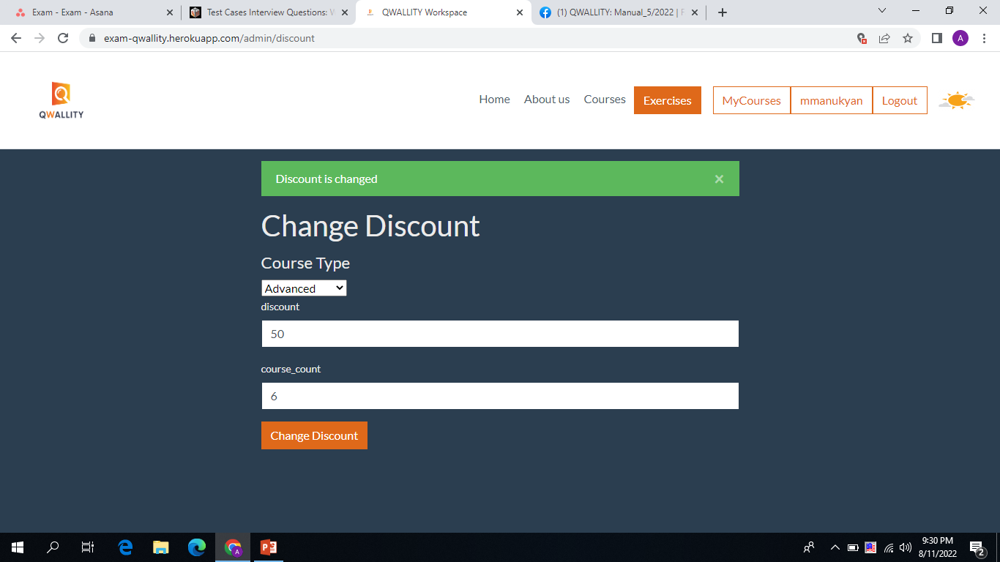 Exam - Exam - Asana
Test Cases Interview Questions:
QWALLITY Workspace
(1) QWALLITY: Manual_5/2022 |
exam-qwallity.herokuapp.com/admin/discount
A
QWALLITY
Home
About us
Courses
Exercises
MyCourses
mmanukyan
Logout
Discount is changed
Change Discount
Course Type
Advanced
discount
50
course_count
6
Change Discount
9:30 PM
8/11/2022
2